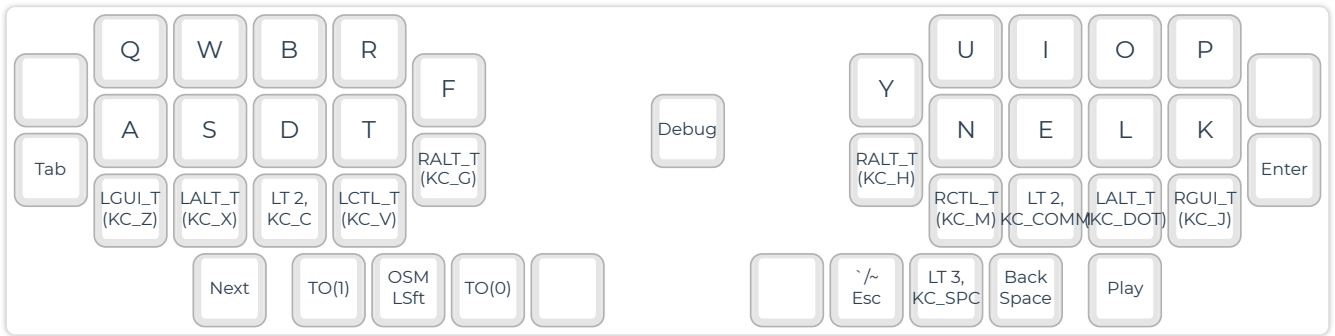 Q W B R U I O P
F Y
A S D T Debug N E L K
Tab RALT_T (KC_G) RALT_T (KC_H) Enter
LGUI_T (KC_Z) LALT_T (KC_X) LT 2, KC_C LCTL_T (KC_V) RCTL_T (KC_M) LT 2, KC_COMM LALT_T (KC_DOT) RGUI_T (KC_J)
Next TO(1) OSM LSft TO(0) `/~ Esc LT 3, KC_SPC Back Space Play